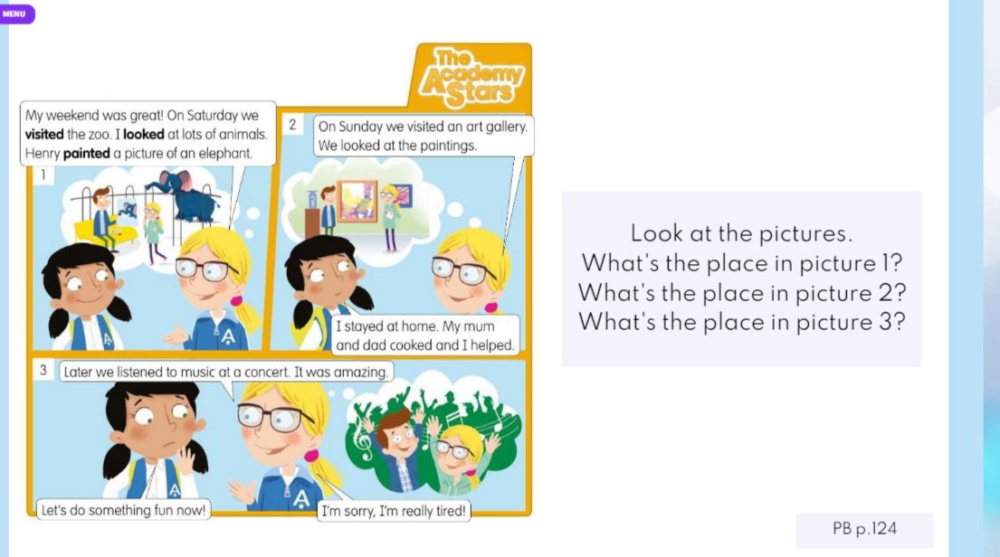 MENU
The
Academy
Stars
My weekend was great! On Saturday we
visited the zoo. I looked at lots of animals.
Henry painted a picture of an elephant.
1
2
On Sunday we visited an art gallery.
We looked at the paintings.
I stayed at home. My mum
and dad cooked and I helped.
3
Later we listened to music at a concert. It was amazing.
Let's do something fun now!
I'm sorry, I'm really tired!
A
A
A
A
Look at the pictures.
What's the place in picture 1?
What's the place in picture 2?
What's the place in picture 3?
PB p.124